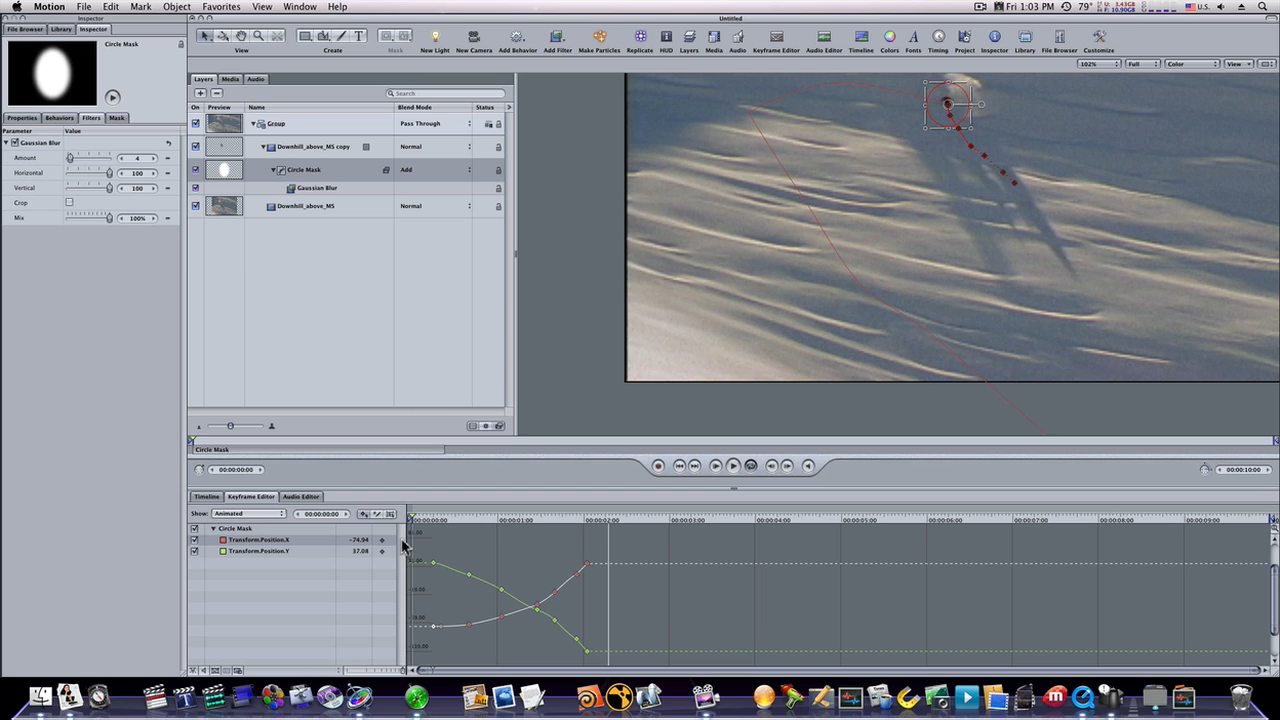 Motion File Edit Mark Object Favorites View Window Help
U: 3.43GB F: 10.90GB 79° U.S. Fri 1:03 PM
Inspector
Untitled
File Browser Library Inspector
Circle Mask
View Create Mask New Light New Camera Add Behavior Add Filter Make Particles Replicate HUD Layers Media Audio Keyframe Editor Audio Editor Timeline Colors Fonts Timing Project Inspector Library File Browser Customize
102% Full Color View
Layers Media Audio
Search
On Preview Name Blend Mode Status
Group Pass Through
Downhill_above_MS copy Normal
Circle Mask Add
Gaussian Blur
Downhill_above_MS Normal
Properties Behaviors Filters Mask
Parameter Value
Gaussian Blur
Amount 4
Horizontal 100
Vertical 100
Crop
Mix 100%
Circle Mask
00:00:00:00
00:00:10:00
Timeline Keyframe Editor Audio Editor
Show: Animated 00:00:00:00
00:00:00:00 00:00:01:00 00:00:02:00 00:00:03:00 00:00:04:00 00:00:05:00 00:00:06:00 00:00:07:00 00:00:08:00 00:00:09:00
Circle Mask
Transform.Position.X -74.94
Transform.Position.Y 37.08